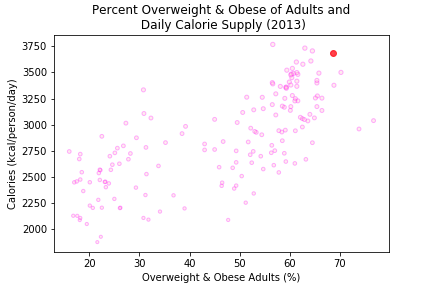 Percent Overweight & Obese of Adults and
Daily Calorie Supply (2013)
Calories (kcal/person/day)
3750
3500
3250
3000
2750
2500
2250
2000
20 30 40 50 60 70
Overweight & Obese Adults (%)